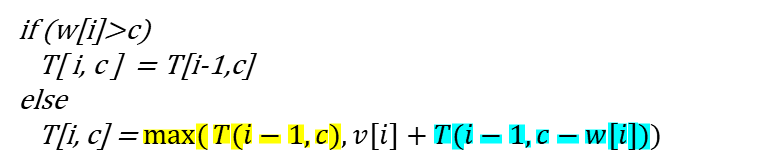 if (w[i]>c)
T[ i, c ] = T[i-1,c]
else
T[i, c] = max( T(i − 1, c), v[i] + T(i − 1, c − w[i]))